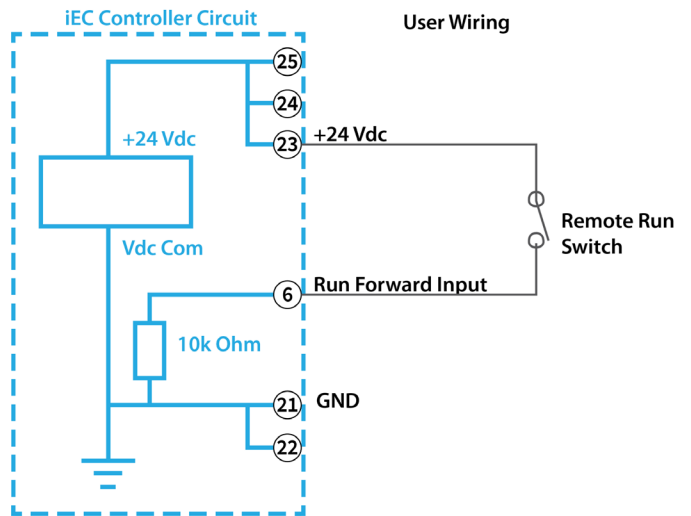 iEC Controller Circuit
User Wiring
25
24
+24 Vdc
23
+24 Vdc
Remote Run
Switch
Vdc Com
6
Run Forward Input
10k Ohm
21
GND
22